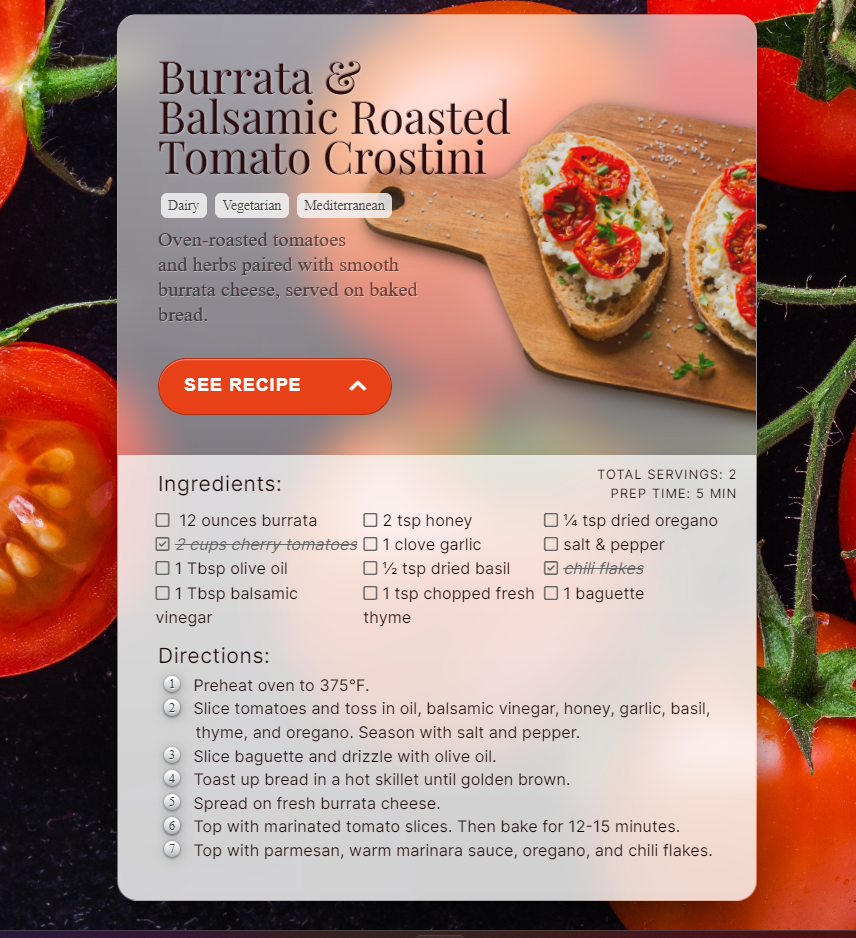 Burrata &
Balsamic Roasted
Tomato Crostini
Dairy Vegetarian Mediterranean
Oven-roasted tomatoes
and herbs paired with smooth
burrata cheese, served on baked
bread.
SEE RECIPE
TOTAL SERVINGS: 2
PREP TIME: 5 MIN
Ingredients:
12 ounces burrata
2 cups cherry tomatoes
1 Tbsp olive oil
1 Tbsp balsamic
vinegar
2 tsp honey
1 clove garlic
½ tsp dried basil
1 tsp chopped fresh
thyme
¼ tsp dried oregano
salt & pepper
chili flakes
1 baguette
Directions:
1 Preheat oven to 375°F.
2 Slice tomatoes and toss in oil, balsamic vinegar, honey, garlic, basil,
thyme, and oregano. Season with salt and pepper.
3 Slice baguette and drizzle with olive oil.
4 Toast up bread in a hot skillet until golden brown.
5 Spread on fresh burrata cheese.
6 Top with marinated tomato slices. Then bake for 12-15 minutes.
7 Top with parmesan, warm marinara sauce, oregano, and chili flakes.